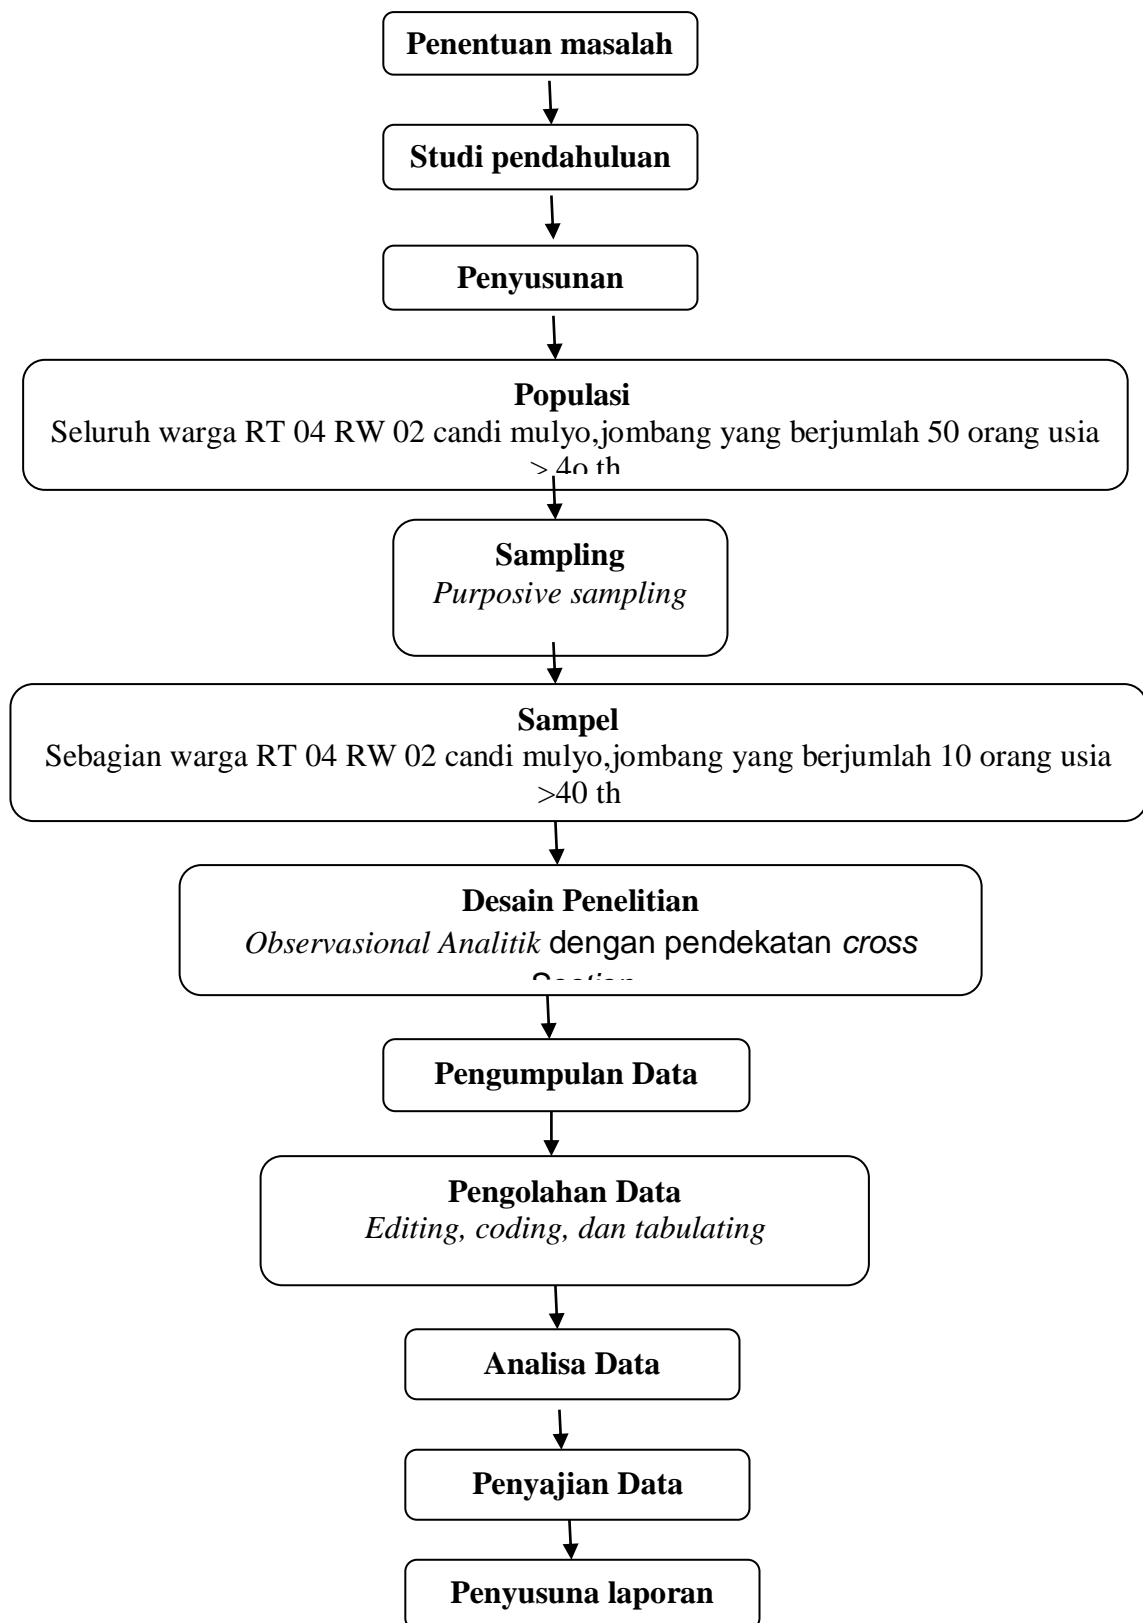 Penentuan masalah
Studi pendahuluan
Penyusunan
Populasi
Seluruh warga RT 04 RW 02 candi mulyo,jombang yang berjumlah 50 orang usia
> 4o th
Sampling
Purposive sampling
Sampel
Sebagian warga RT 04 RW 02 candi mulyo,jombang yang berjumlah 10 orang usia
>40 th
Desain Penelitian
Observasional Analitik dengan pendekatan cross
Pengumpulan Data
Pengolahan Data
Editing, coding, dan tabulating
Analisa Data
Penyajian Data
Penyusuna laporan